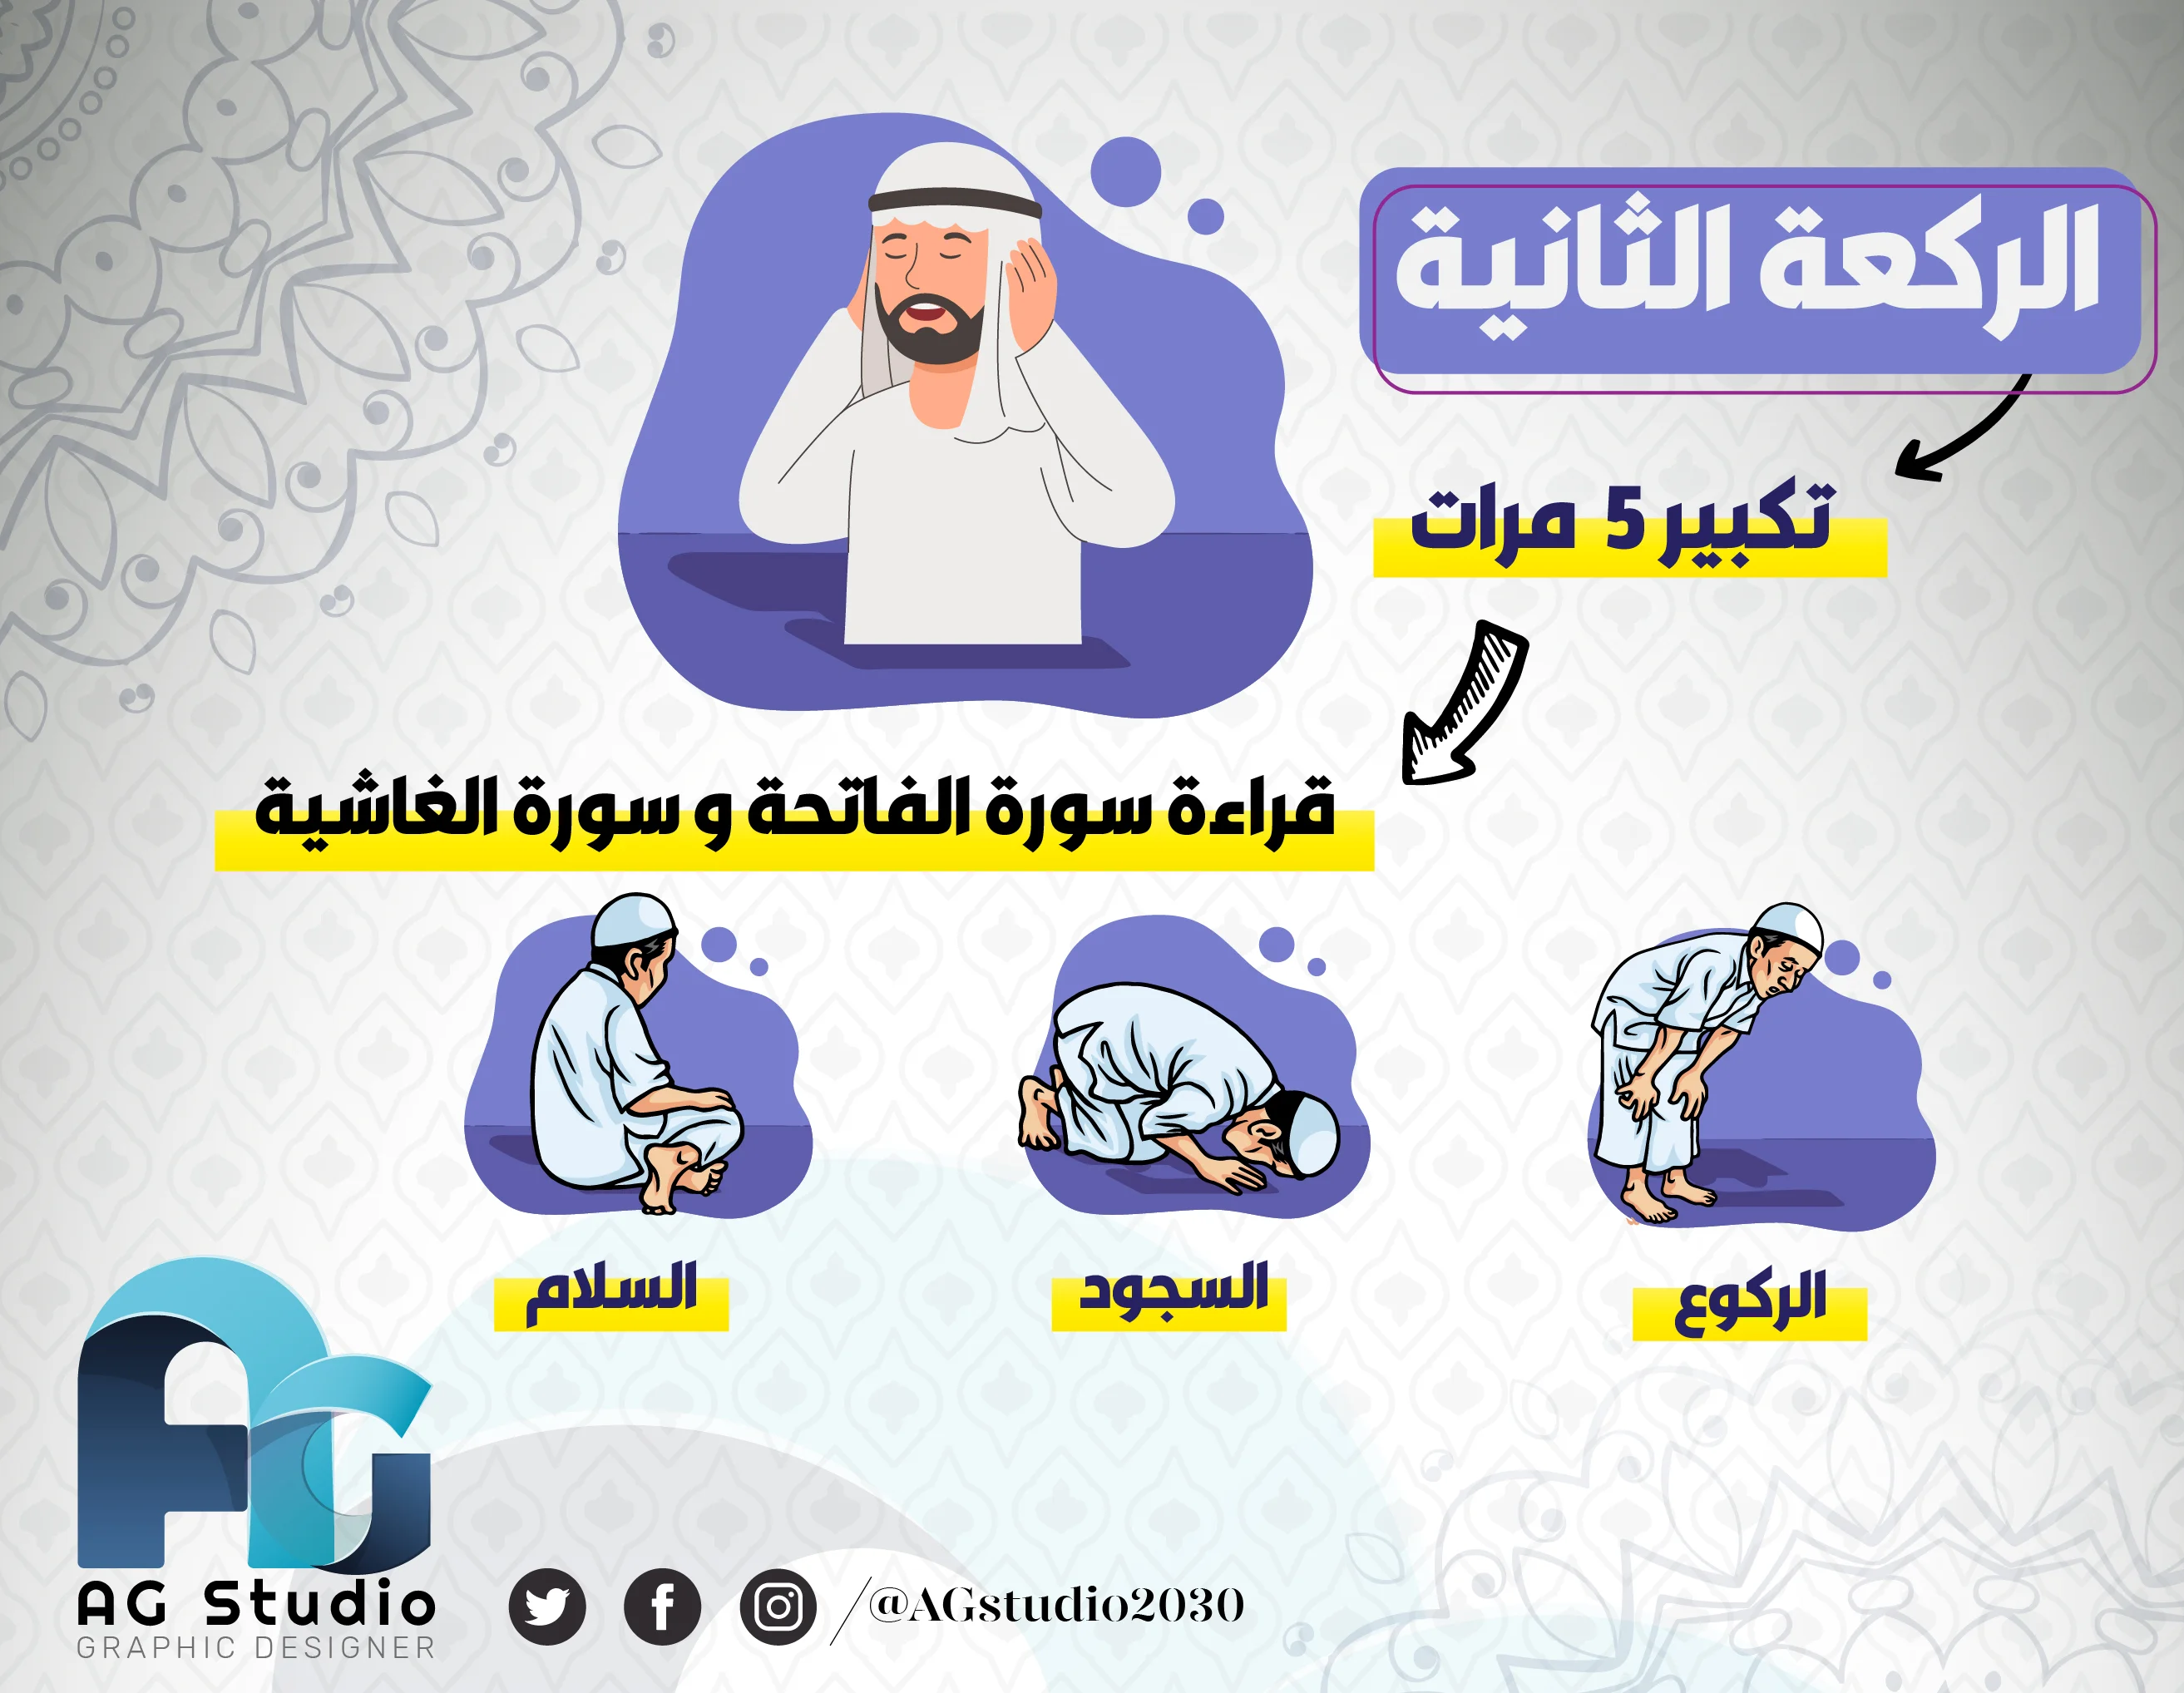 الركعة الثانية
تكبير 5 مرات
قراءة سورة الفاتحة و سورة الغاشية
الركوع
السجود
السلام
AG Studio
GRAPHIC DESIGNER
@AGstudio2030